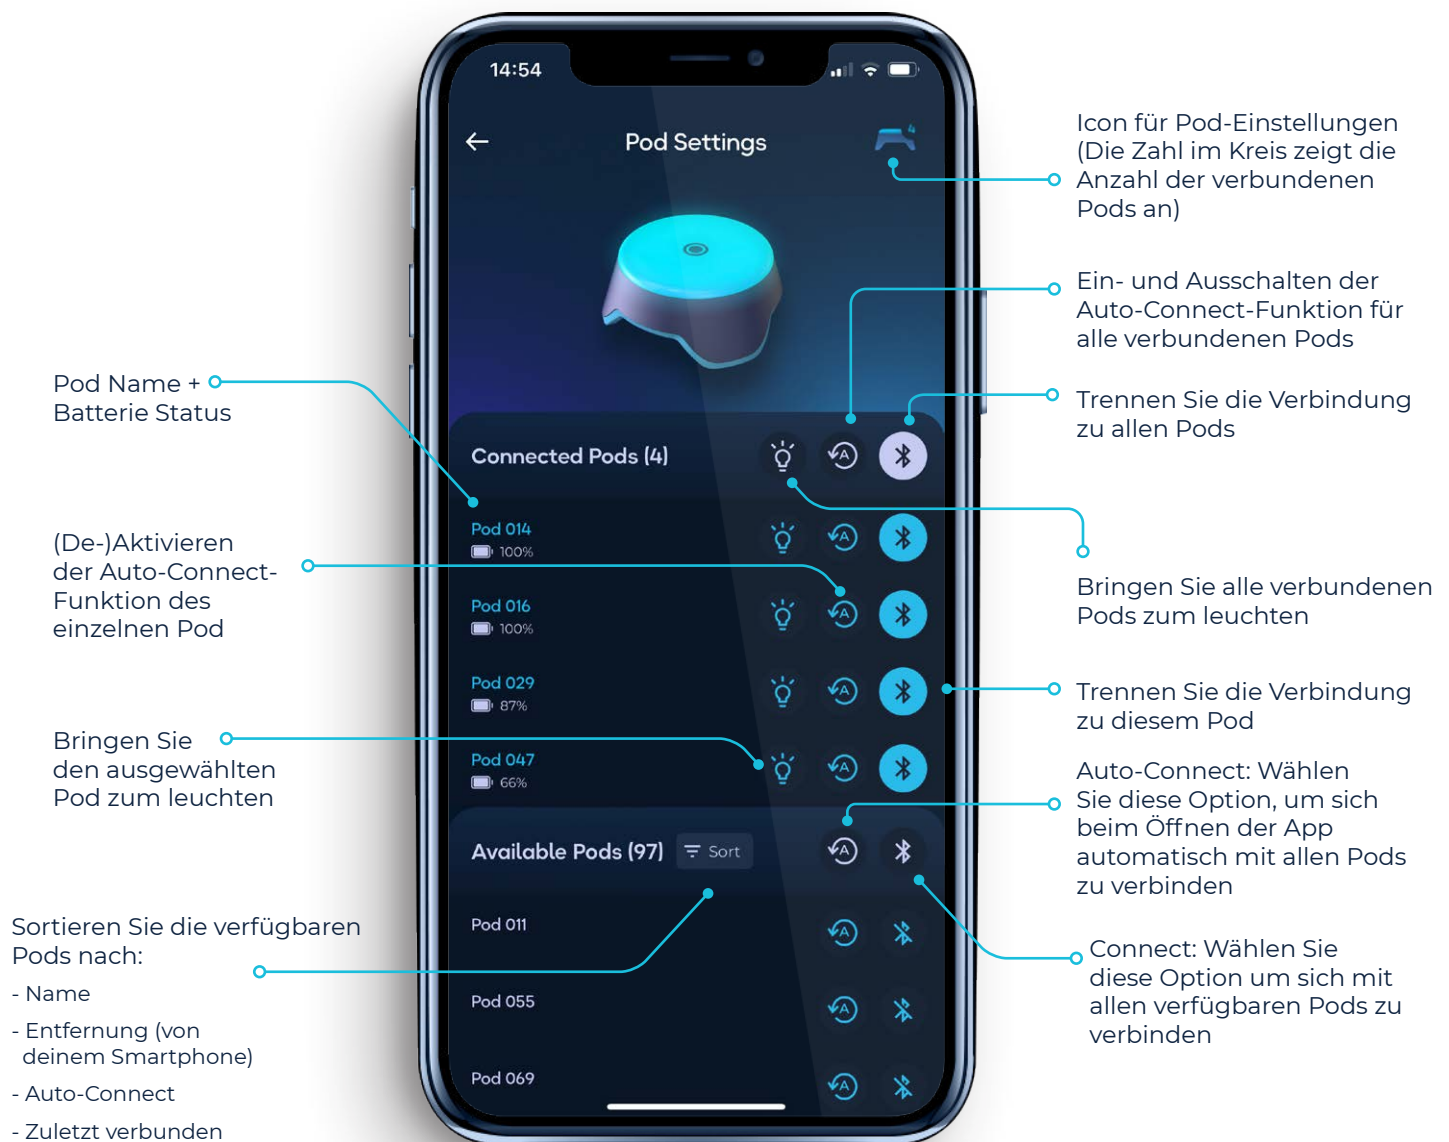 14:54
Pod Settings
4
Icon für Pod-Einstellungen
(Die Zahl im Kreis zeigt die
Anzahl der verbundenen
Pods an)
Ein- und Ausschalten der
Auto-Connect-Funktion für
alle verbundenen Pods
Trennen Sie die Verbindung
zu allen Pods
Bringen Sie alle verbundenen
Pods zum leuchten
Trennen Sie die Verbindung
zu diesem Pod
Auto-Connect: Wählen
Sie diese Option, um sich
beim Öffnen der App
automatisch mit allen Pods
zu verbinden
Connect: Wählen Sie
diese Option um sich mit
allen verfügbaren Pods zu
verbinden
Pod Name +
Batterie Status
(De-)Aktivieren
der Auto-Connect-
Funktion des
einzelnen Pod
Bringen Sie
den ausgewählten
Pod zum leuchten
Sortieren Sie die verfügbaren
Pods nach:
- Name
- Entfernung (von
deinem Smartphone)
- Auto-Connect
- Zuletzt verbunden
Connected Pods (4)
A
Pod 014
100%
A
Pod 016
100%
A
Pod 029
87%
A
Pod 047
66%
A
Available Pods (97)
Sort
A
Pod 011
A
Pod 055
A
Pod 069
A